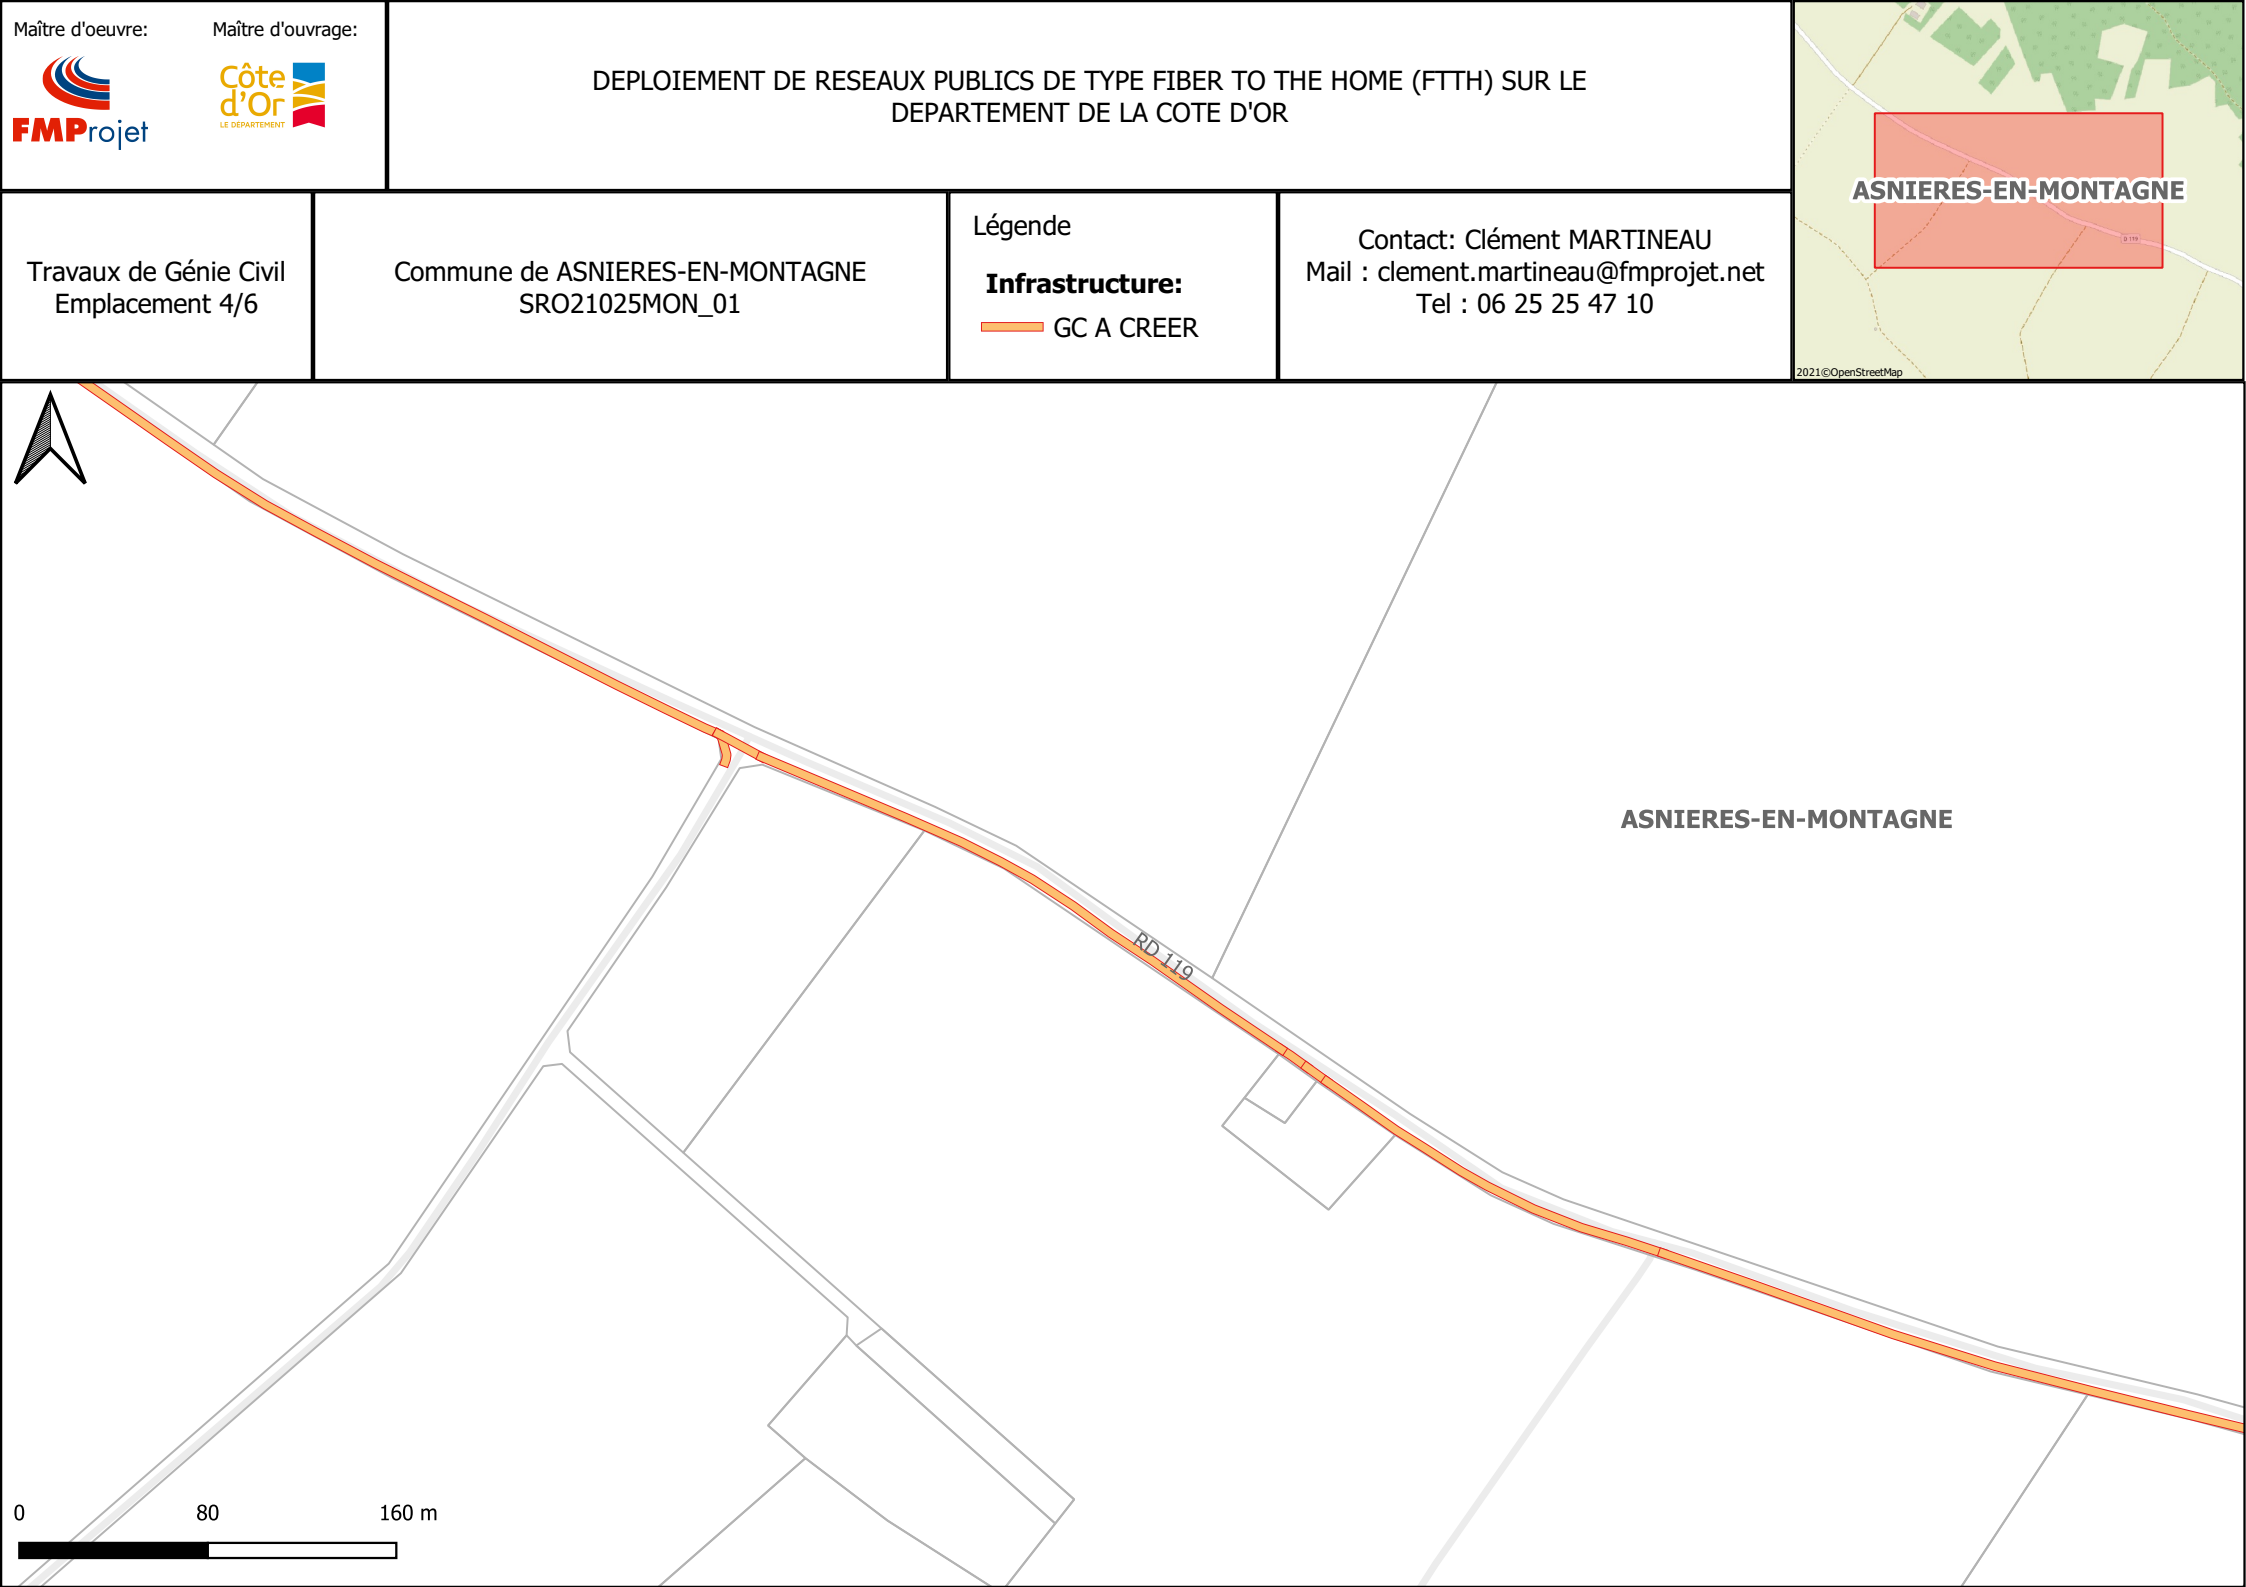 Maître d'oeuvre:
Maître d'ouvrage:
FMProjet
Côte
d'Or
LE DÉPARTEMENT
DEPLOIEMENT DE RESEAUX PUBLICS DE TYPE FIBER TO THE HOME (FTTH) SUR LE
DEPARTEMENT DE LA COTE D'OR
Travaux de Génie Civil
Emplacement 4/6
Commune de ASNIERES-EN-MONTAGNE
SRO21025MON_01
Légende
Infrastructure:
GC A CREER
Contact: Clément MARTINEAU
Mail : clement.martineau@fmprojet.net
Tel : 06 25 25 47 10
ASNIERES-EN-MONTAGNE
D 119
2021©OpenStreetMap
ASNIERES-EN-MONTAGNE
RD 119
0 80 160 m